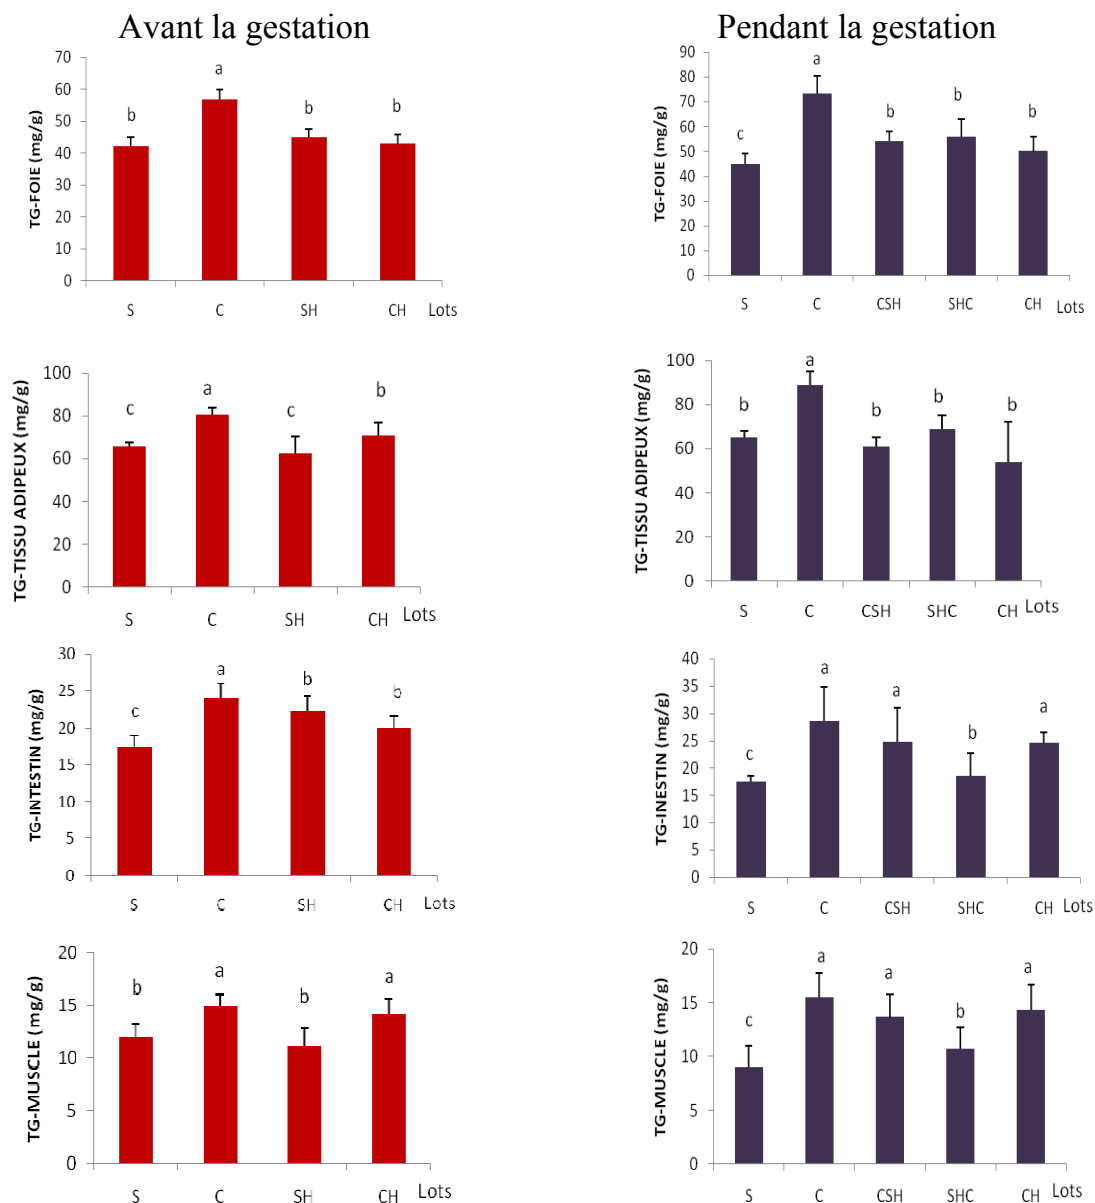 Avant la gestation
Pendant la gestation
TG-FOIE (mg/g)
70
60
50
40
30
20
10
0
b
a
b
b
S C SH CH Lots
TG-FOIE (mg/g)
90
80
70
60
50
40
30
20
10
0
c
a
b
b
b
S C CSH SHC CH Lots
TG-TISSU ADIPEUX (mg/g)
100
80
60
40
20
0
c
a
c
b
S C SH CH Lots
TG-TISSU ADIPEUX (mg/g)
100
80
60
40
20
0
b
a
b
b
b
S C CSH SHC CH Lots
TG-INTESTIN (mg/g)
30
25
20
15
10
5
0
c
a
b
b
S C SH CH Lots
TG-INESTIN (mg/g)
40
35
30
25
20
15
10
5
0
c
a
a
b
a
S C CSH SHC CH Lots
TG-MUSCLE (mg/g)
20
15
10
5
0
b
a
b
a
S C SH CH Lots
TG-MUSCLE (mg/g)
20
15
10
5
0
c
a
a
b
a
S C CSH SHC CH Lots